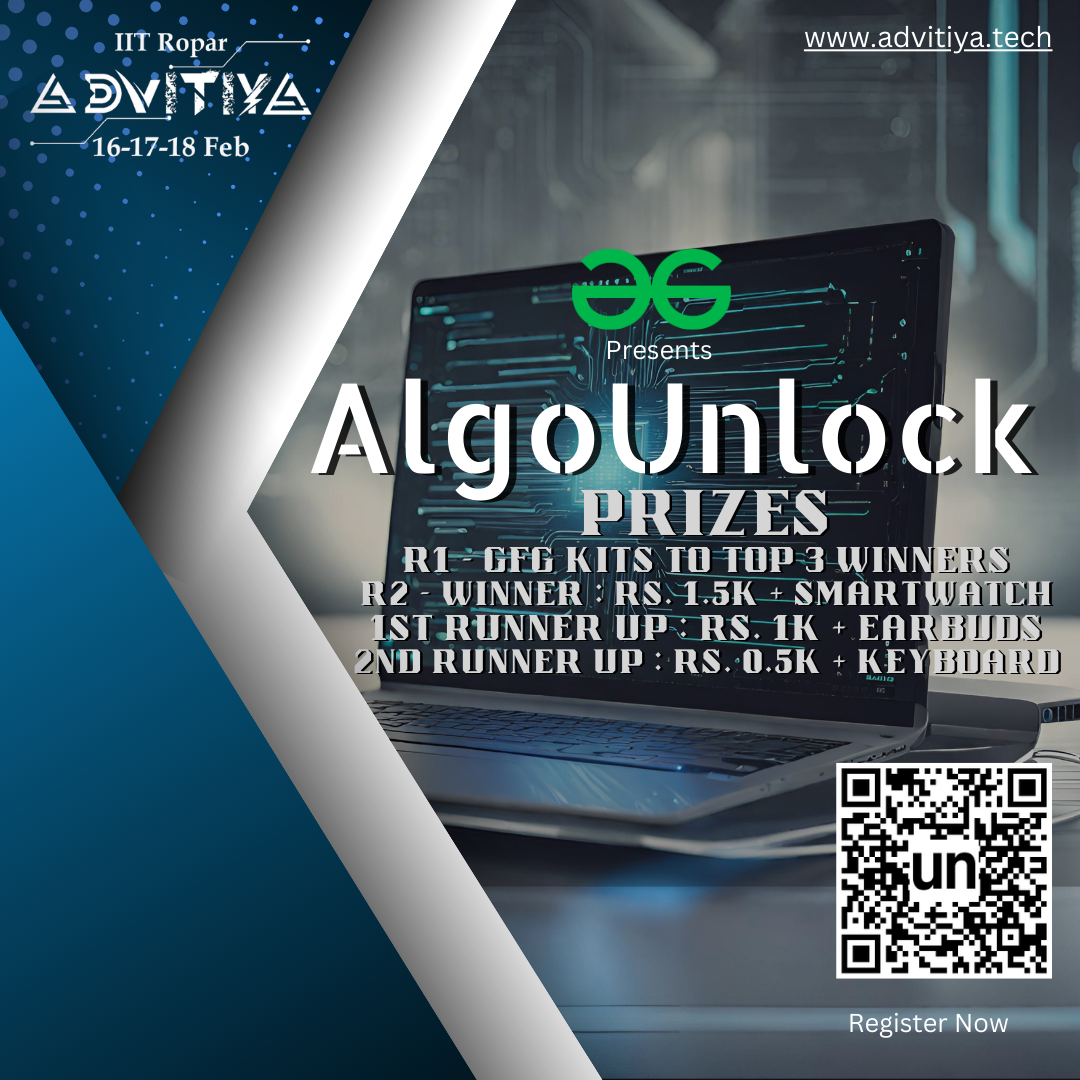 IIT Ropar
ADVITIYA
16-17-18 Feb
www.advitiya.tech
Presents
AlgoUnlock
PRIZES
R1 - GFG KITS TO TOP 3 WINNERS
R2 - WINNER : RS. 1.5K + SMARTWATCH
1ST RUNNER UP : RS. 1K + EARBUDS
2ND RUNNER UP : RS. 0.5K + KEYBOARD
un
Register Now